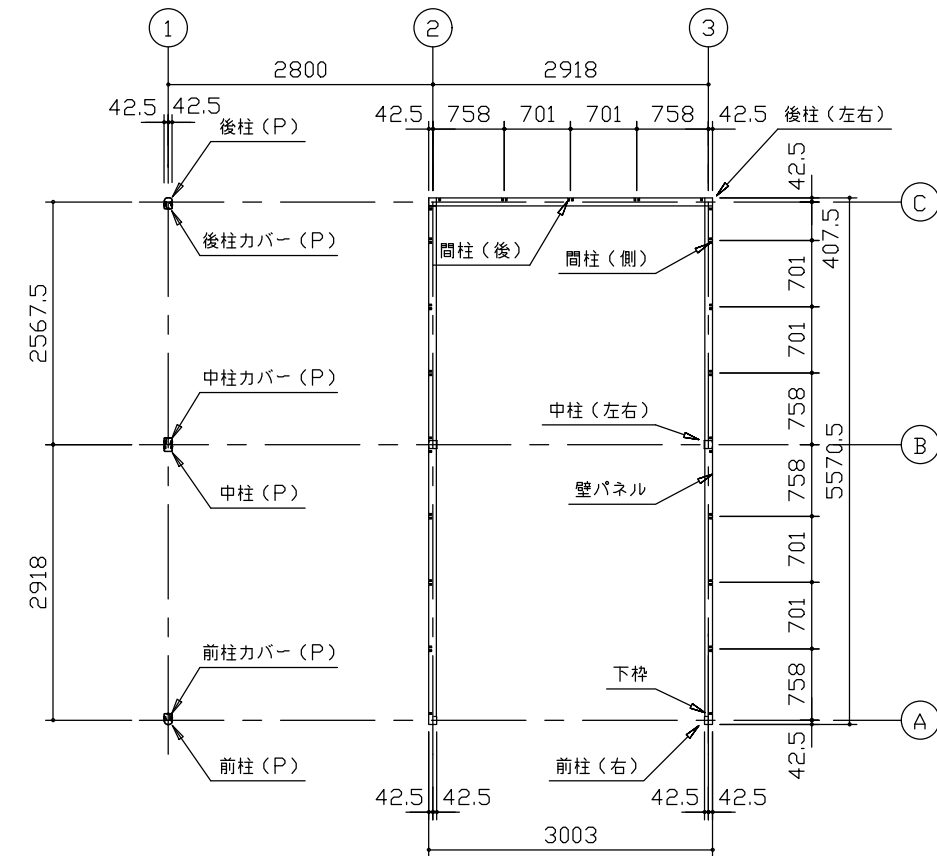 1
2
3
2800
2918
42.5
42.5
42.5
758
701
701
758
42.5
後柱（P）
後柱（左右）
42.5
C
後柱カバー（P）
間柱（後）
間柱（側）
407.5
701
2567.5
701
中柱カバー（P）
758
中柱（左右）
B
5570.5
中柱（P）
壁パネル
758
701
2918
701
前柱カバー（P）
下枠
758
A
前柱（P）
前柱（右）
42.5
42.5
42.5
42.5
42.5
3003